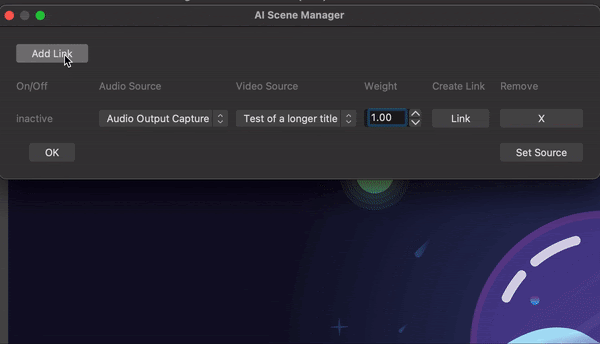 AI Scene Manager
Add Link
On/Off Audio Source Video Source Weight Create Link Remove
inactive Audio Output Capture Test of a longer title 1.00 Link X
OK Set Source